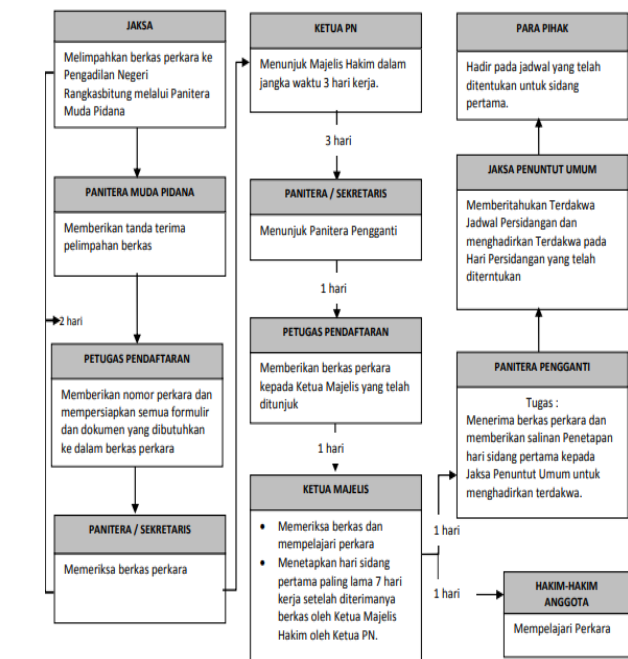 JAKSA
Melimpahkan berkas perkara ke
Pengadilan Negeri
Rangkasbitung melalui Panitera
Muda Pidana
PANITERA MUDA PIDANA
Memberikan tanda terima
pelimpahan berkas
2 hari
PETUGAS PENDAFTARAN
Memberikan nomor perkara dan
mempersiapkan semua formulir
dan dokumen yang dibutuhkan
ke dalam berkas perkara
PANITERA / SEKRETARIS
Memeriksa berkas perkara
KETUA PN
Menunjuk Majelis Hakim dalam
jangka waktu 3 hari kerja.
3 hari
PANITERA / SEKRETARIS
Menunjuk Panitera Pengganti
1 hari
PETUGAS PENDAFTARAN
Memberikan berkas perkara
kepada Ketua Majelis yang telah
ditunjuk
1 hari
KETUA MAJELIS
• Memeriksa berkas dan
mempelajari perkara
• Menetapkan hari sidang
pertama paling lama 7 hari
kerja setelah diterimanya
berkas oleh Ketua Majelis
Hakim oleh Ketua PN.
1 hari
1 hari
PARA PIHAK
Hadir pada jadwal yang telah
ditentukan untuk sidang
pertama.
JAKSA PENUNTUT UMUM
Memberitahukan Terdakwa
Jadwal Persidangan dan
menghadirkan Terdakwa pada
Hari Persidangan yang telah
diterntukan
PANITERA PENGGANTI
Tugas :
Menerima berkas perkara dan
memberikan salinan Penetapan
hari sidang pertama kepada
Jaksa Penuntut Umum untuk
menghadirkan terdakwa.
HAKIM-HAKIM
ANGGOTA
Mempelajari Perkara